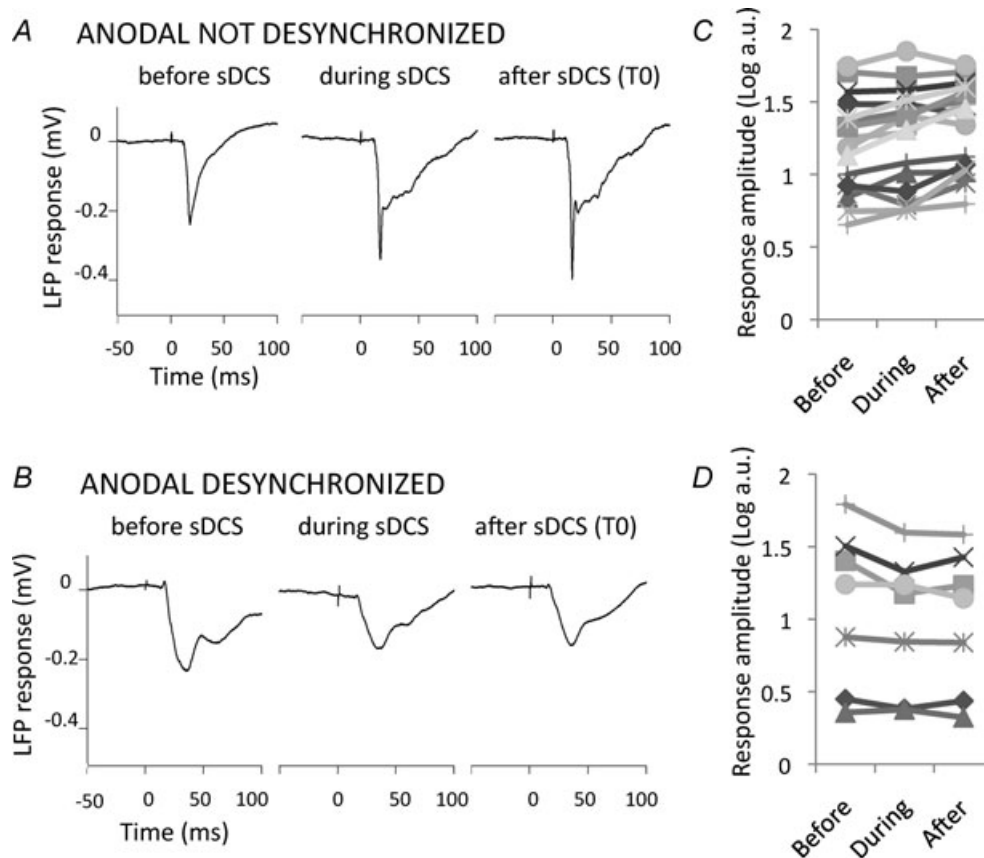 A ANODAL NOT DESYNCHRONIZED
before sDCS during sDCS after sDCS (T0)
LFP response (mV)
0
-0.2
-0.4
-50 0 50 100 0 50 100 0 50 100
Time (ms)
C
Response amplitude (Log a.u.)
2
1.5
1
0.5
0
Before During After
B ANODAL DESYNCHRONIZED
before sDCS during sDCS after sDCS (T0)
LFP response (mV)
0
-0.2
-0.4
-50 0 50 100 0 50 100 0 50 100
Time (ms)
D
Response amplitude (Log a.u.)
2
1.5
1
0.5
0
Before During After